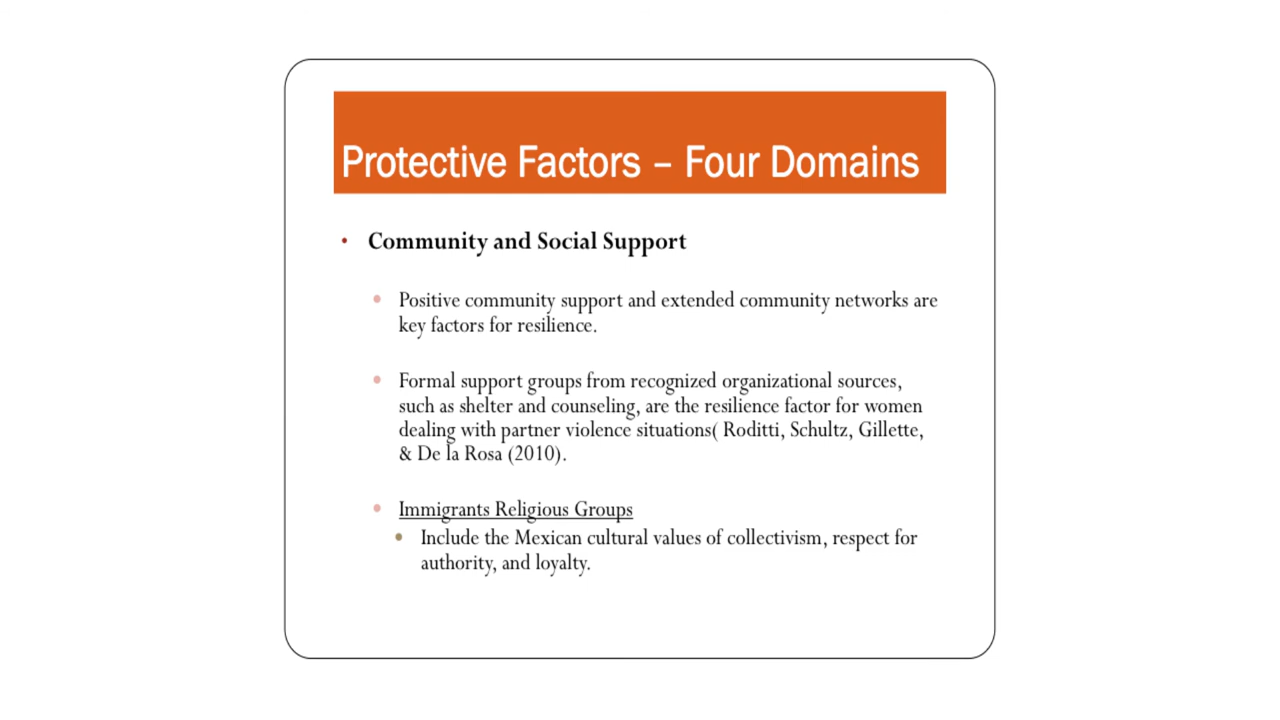 Protective Factors – Four Domains
• Community and Social Support
• Positive community support and extended community networks are
key factors for resilience.
• Formal support groups from recognized organizational sources,
such as shelter and counseling, are the resilience factor for women
dealing with partner violence situations( Roditti, Schultz, Gillette,
& De la Rosa (2010).
• Immigrants Religious Groups
• Include the Mexican cultural values of collectivism, respect for
authority, and loyalty.